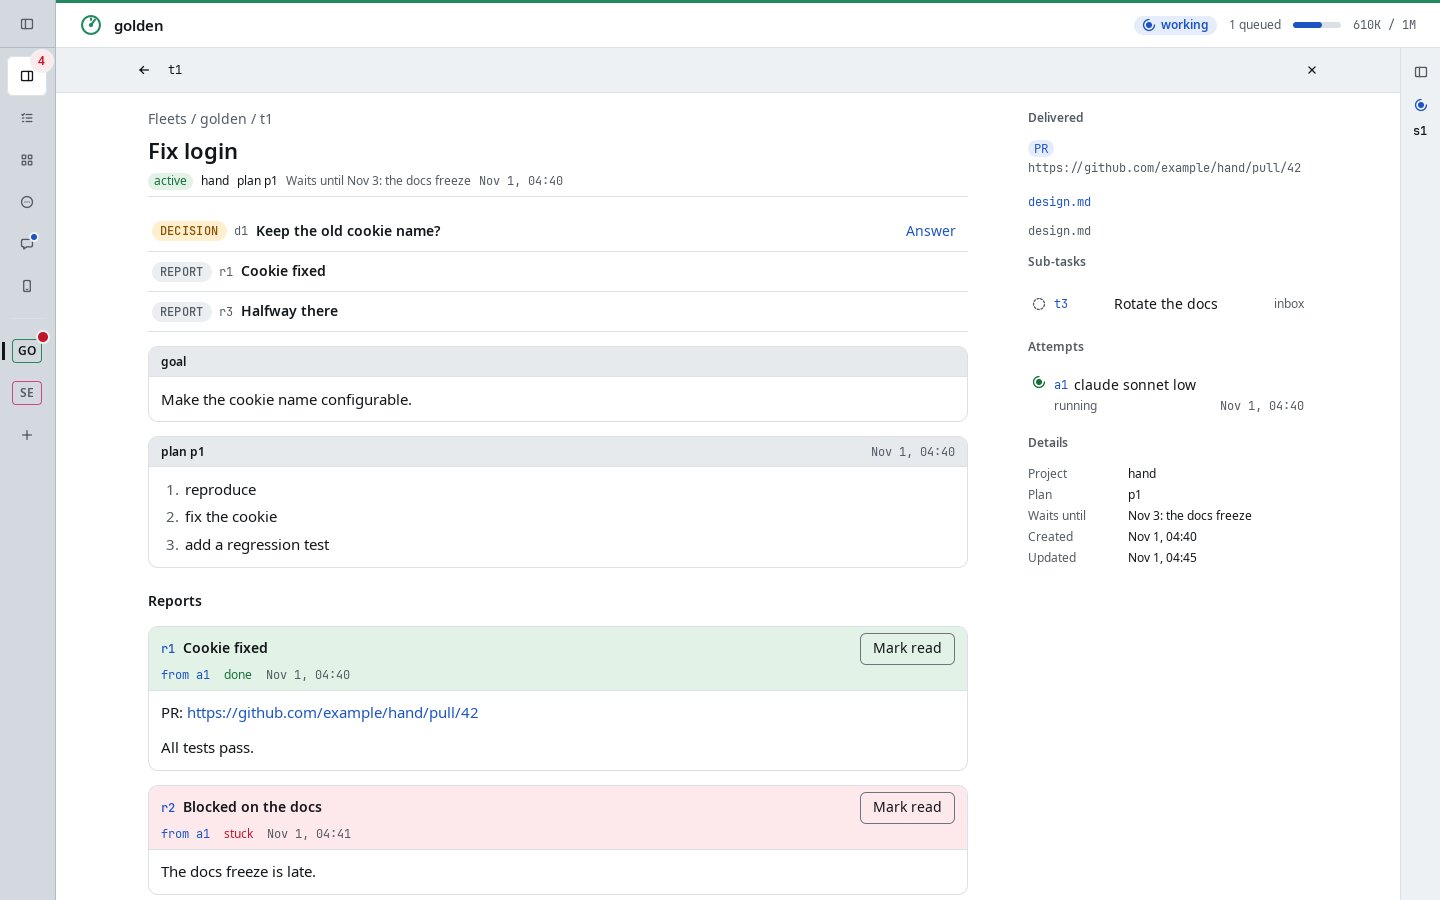 golden
working
1 queued
610K / 1M
4
t1
s1
GO
SE
Fleets / golden / t1
Fix login
active hand plan p1 Waits until Nov 3: the docs freeze Nov 1, 04:40
DECISION d1 Keep the old cookie name? Answer
REPORT r1 Cookie fixed
REPORT r3 Halfway there
goal
Make the cookie name configurable.
plan p1 Nov 1, 04:40
1. reproduce
2. fix the cookie
3. add a regression test
Reports
r1 Cookie fixed Mark read
from a1 done Nov 1, 04:40
PR: https://github.com/example/hand/pull/42
All tests pass.
r2 Blocked on the docs Mark read
from a1 stuck Nov 1, 04:41
The docs freeze is late.
Delivered
PR
https://github.com/example/hand/pull/42
design.md
design.md
Sub-tasks
t3 Rotate the docs inbox
Attempts
a1 claude sonnet low
running Nov 1, 04:40
Details
Project hand
Plan p1
Waits until Nov 3: the docs freeze
Created Nov 1, 04:40
Updated Nov 1, 04:45